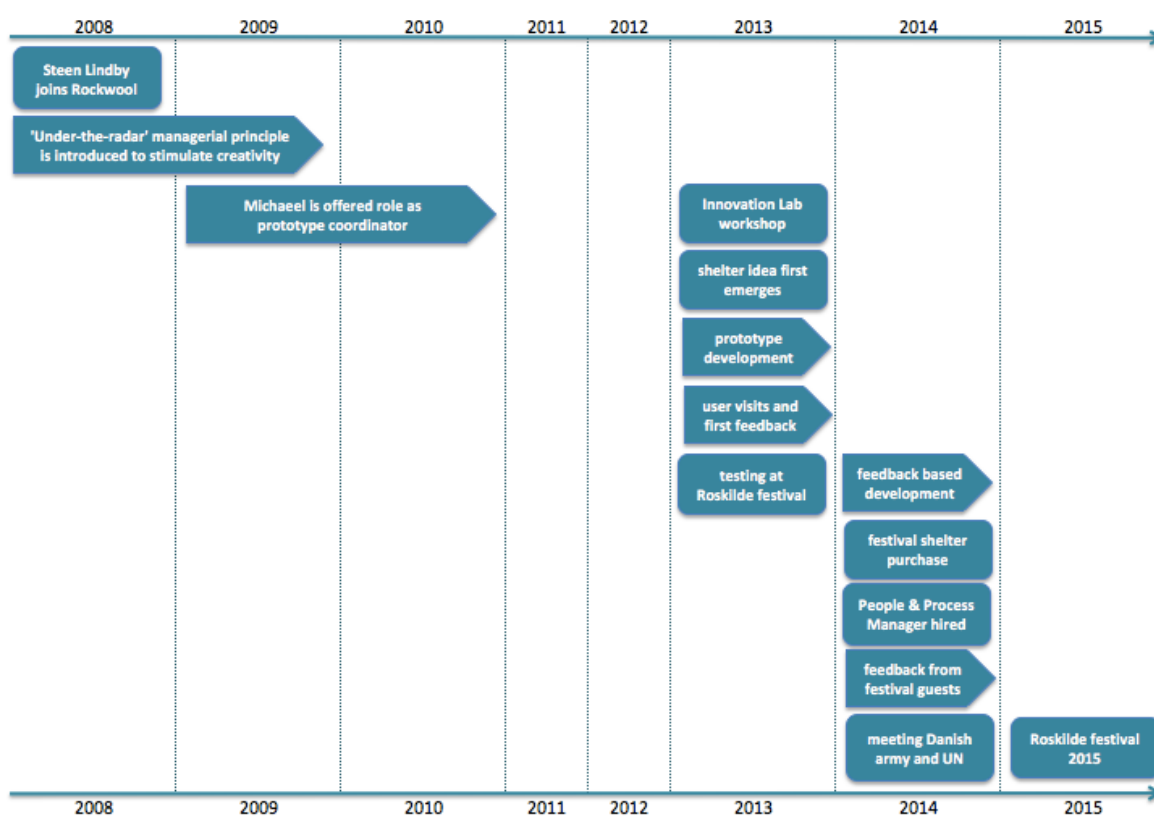 2008 2009 2010 2011 2012 2013 2014 2015
Steen Lindby
joins Rockwool
'Under-the-radar' managerial principle
is introduced to stimulate creativity
Michaeel is offered role as
prototype coordinator
Innovation Lab
workshop
shelter idea first
emerges
prototype
development
user visits and
first feedback
testing at
Roskilde festival
feedback based
development
festival shelter
purchase
People & Process
Manager hired
feedback from
festival guests
meeting Danish
army and UN
Roskilde festival
2015
2008 2009 2010 2011 2012 2013 2014 2015